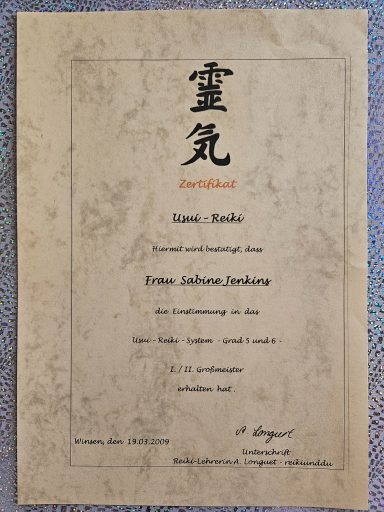 靈
気
Zertifikat
Usui - Reiki
Hiermit wird bestätigt, dass
Frau Sabine Jenkins
die Einstimmung in das
Usui - Reiki - System - Grad 5 und 6 -
I. / II. Großmeister
erhalten hat .
Winsen, den 19.03.2009
A. Longuet
Unterschrift
Reiki-Lehrerin A. Longuet - reikiunddu